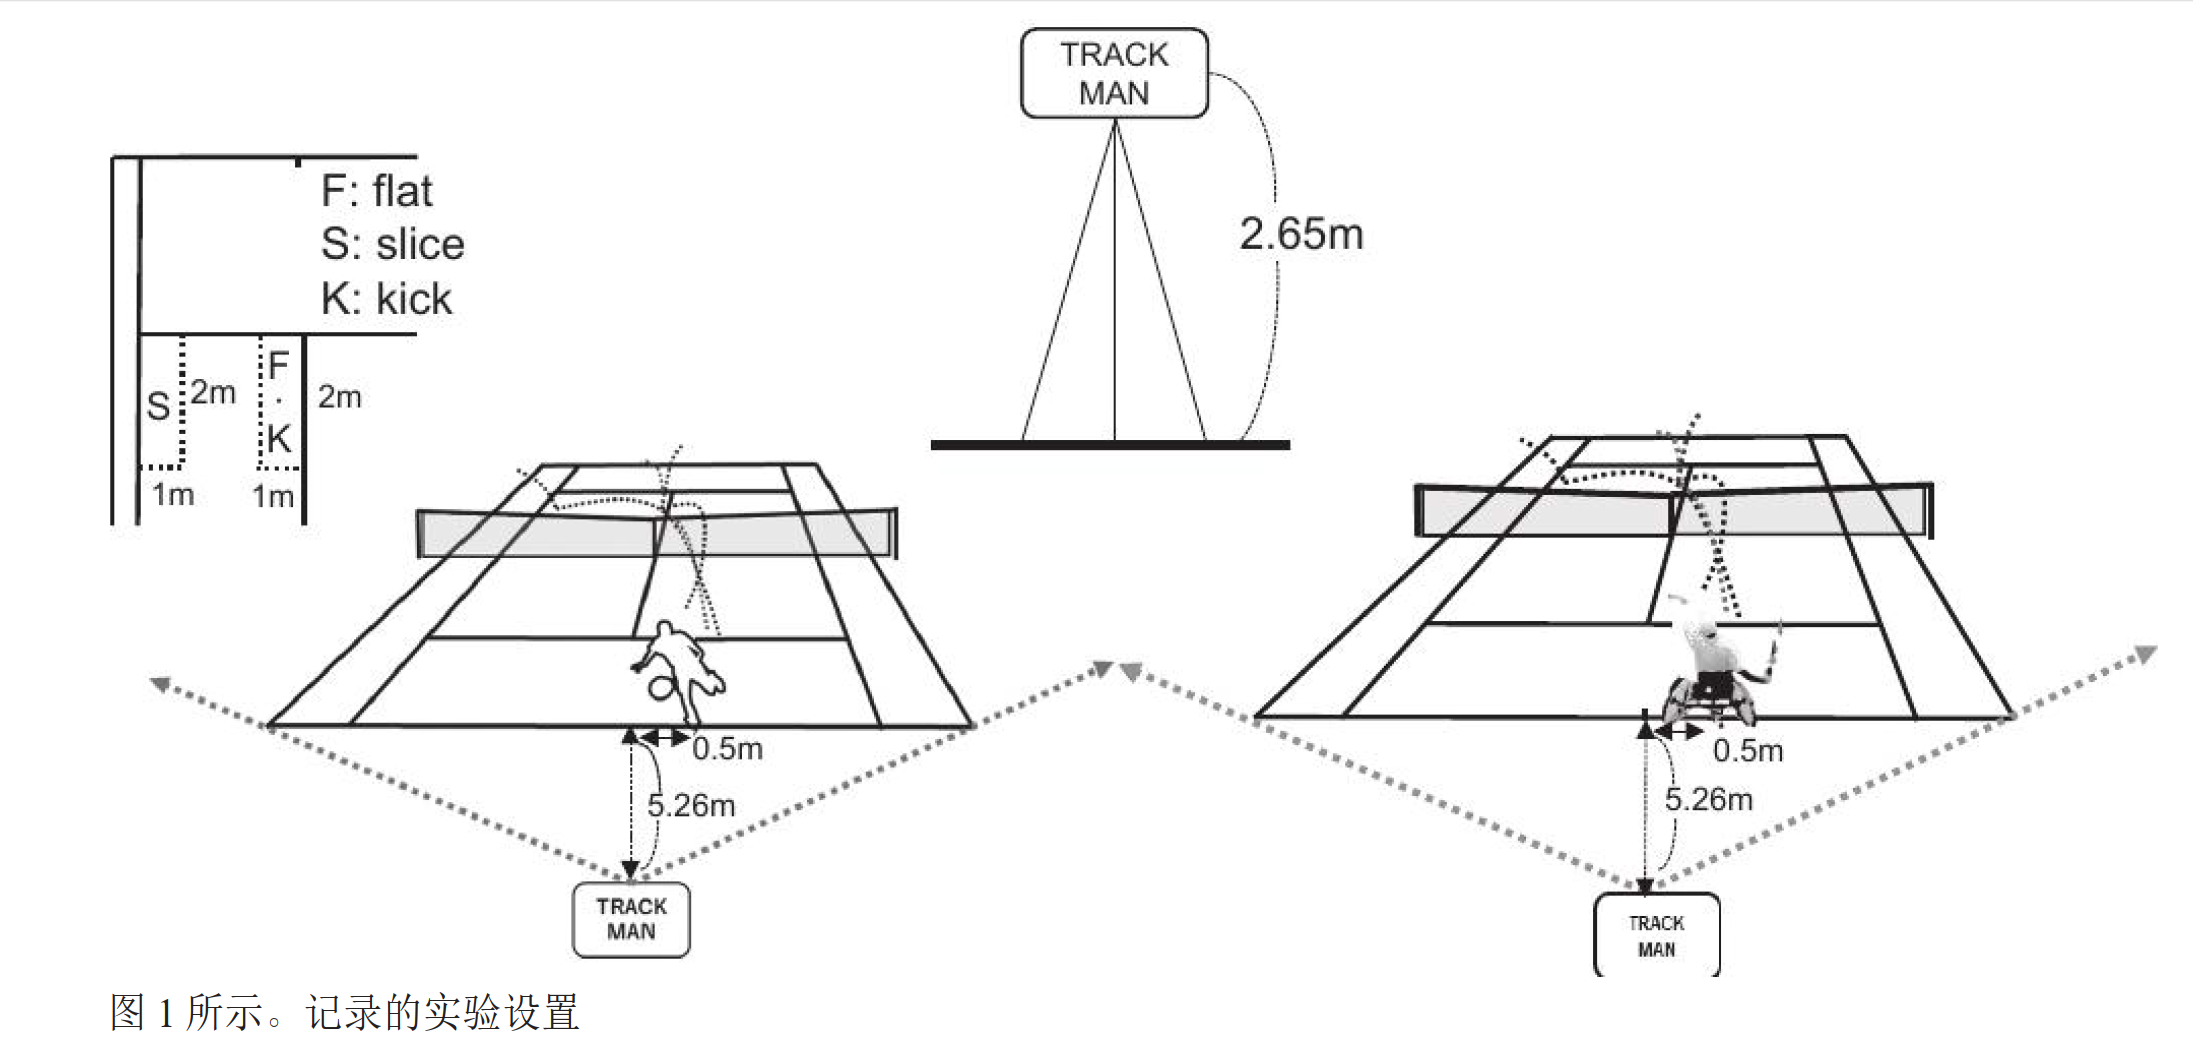 TRACK
MAN
2.65m
F: flat
S: slice
K: kick
S
2m
F
·
K
2m
1m
1m
0.5m
5.26m
TRACK
MAN
0.5m
5.26m
TRACK
MAN
图 1 所示。记录的实验设置